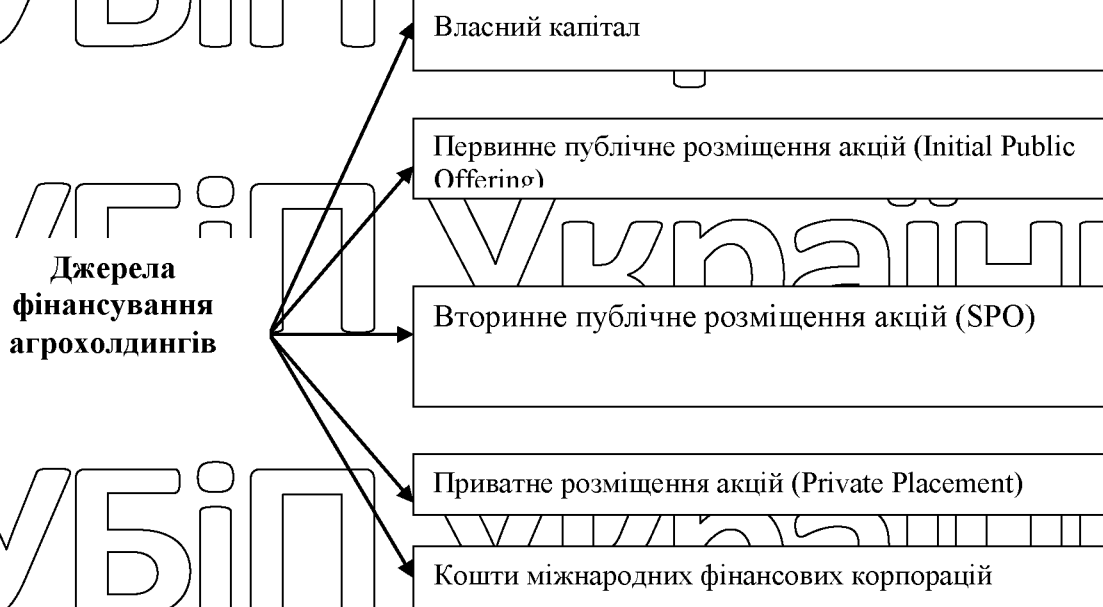 Власний капітал
Первинне публічне розміщення акцій (Initial Public
Offering)
Джерела
фінансування
агрохолдингів
Вторинне публічне розміщення акцій (SPO)
Приватне розміщення акцій (Private Placement)
Кошти міжнародних фінансових корпорацій